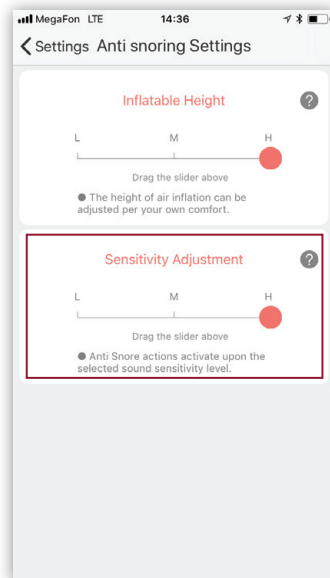 MegaFon LTE 14:36
Settings Anti snoring Settings
Inflatable Height ?
L M H
Drag the slider above
● The height of air inflation can be
adjusted per your own comfort.
Sensitivity Adjustment ?
L M H
Drag the slider above
● Anti Snore actions activate upon the
selected sound sensitivity level.